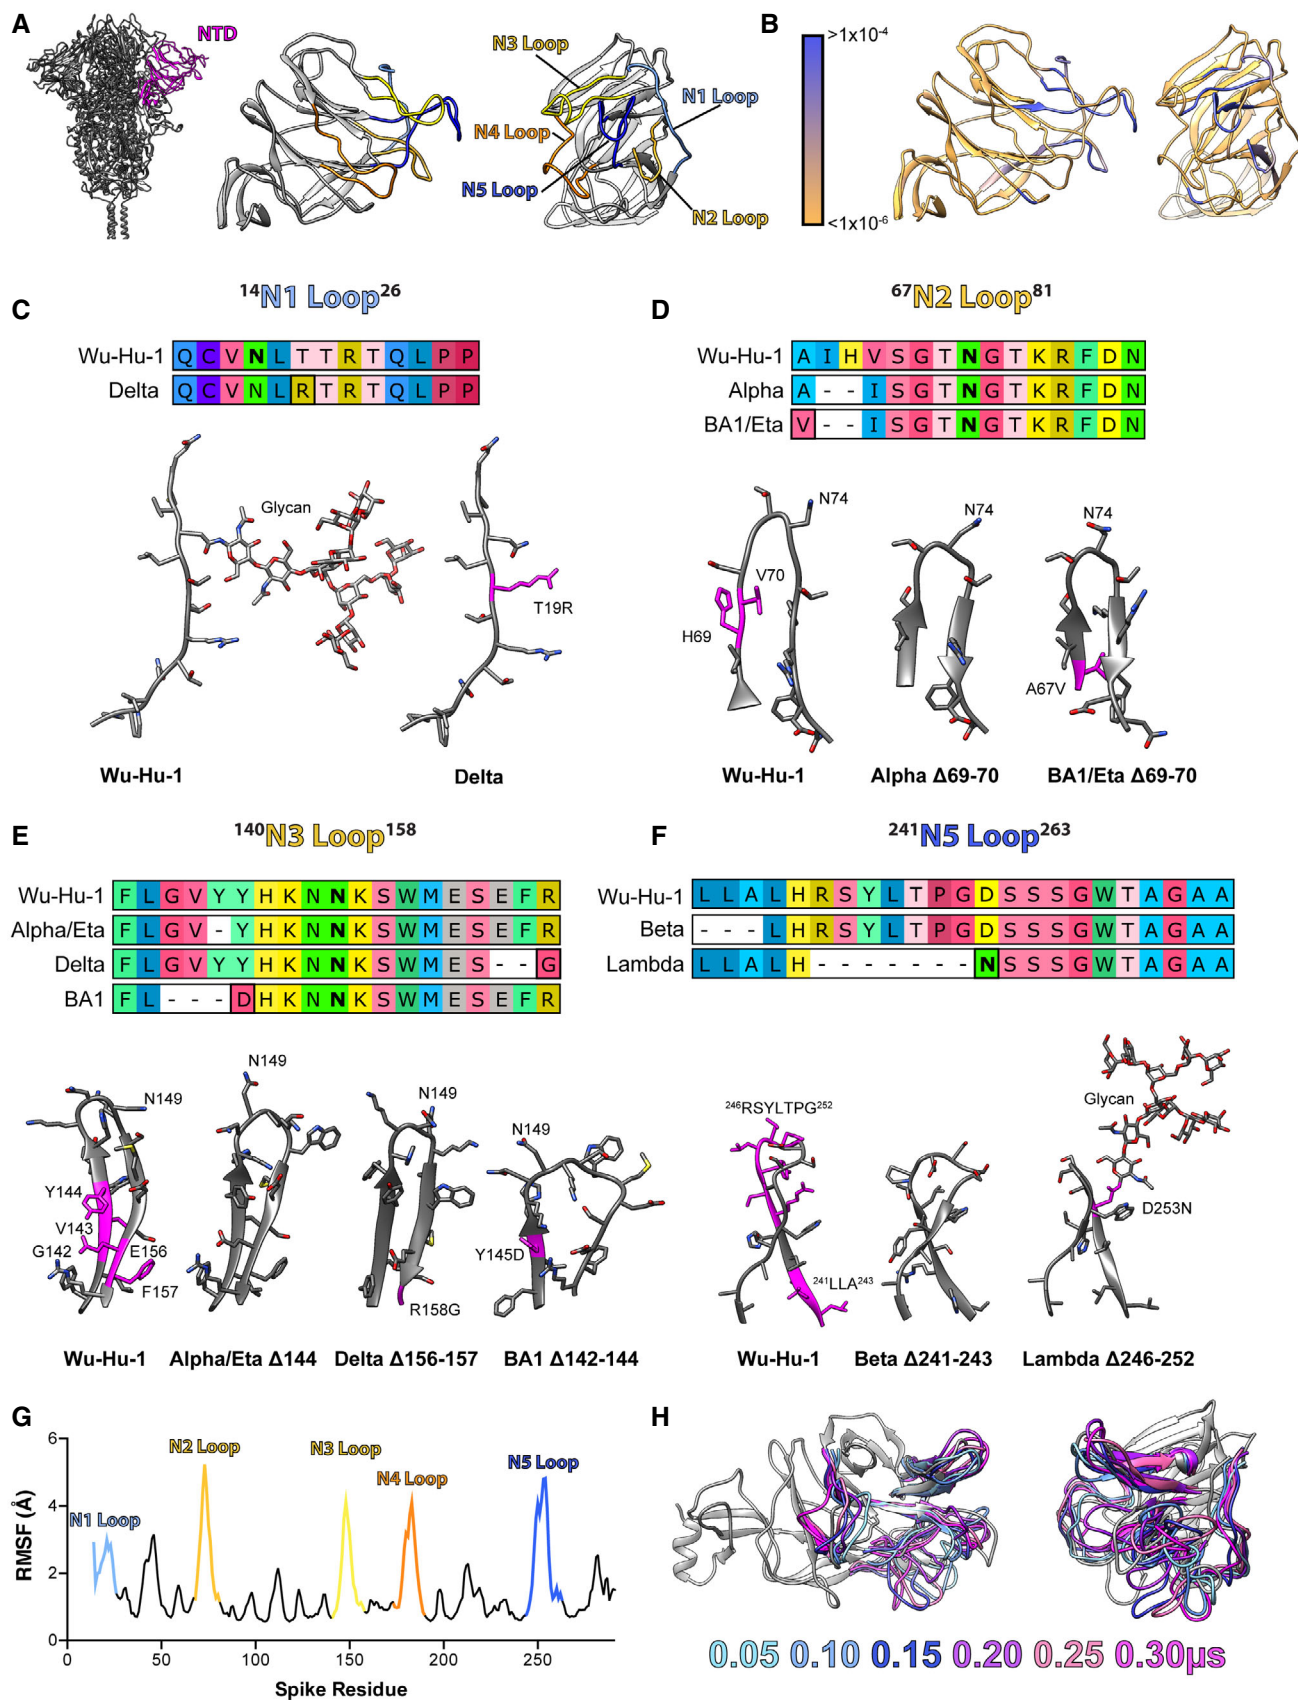 A
NTD
N3 Loop
N1 Loop
N4 Loop
N5 Loop
N2 Loop
B
>1x10-4
<1x10-6
C
14N1 Loop26
Wu-Hu-1 Q C V N L T T R T Q L P P
Delta Q C V N L R T R T Q L P P
Glycan
T19R
Wu-Hu-1
Delta
D
67N2 Loop81
Wu-Hu-1 A I H V S G T N G T K R F D N
Alpha A - - I S G T N G T K R F D N
BA1/Eta V - - I S G T N G T K R F D N
N74
V70
H69
N74
N74
A67V
Wu-Hu-1
Alpha Δ69-70
BA1/Eta Δ69-70
E
140N3 Loop158
Wu-Hu-1 F L G V Y Y H K N N K S W M E S E F R
Alpha/Eta F L G V - Y H K N N K S W M E S E F R
Delta F L G V Y Y H K N N K S W M E S - - G
BA1 F L - - - D H K N N K S W M E S E F R
N149
Y144
V143
G142
E156
F157
N149
N149
R158G
N149
Y145D
Wu-Hu-1
Alpha/Eta Δ144
Delta Δ156-157
BA1 Δ142-144
F
241N5 Loop263
Wu-Hu-1 L L A L H R S Y L T P G D S S S G W T A G A A
Beta - - - L H R S Y L T P G D S S S G W T A G A A
Lambda L L A L H - - - - - - - N S S S G W T A G A A
246RSYLTPG252
241LLA243
Glycan
D253N
Wu-Hu-1
Beta Δ241-243
Lambda Δ246-252
G
RMSF (Å)
6
4
2
0
N1 Loop
N2 Loop
N3 Loop
N4 Loop
N5 Loop
0 50 100 150 200 250
Spike Residue
H
0.05 0.10 0.15 0.20 0.25 0.30µs